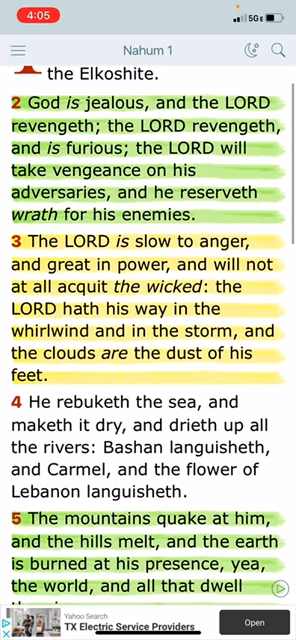 4:05
5GE
Nahum 1
the Elkoshite.
2 God is jealous, and the LORD
revengeth; the LORD revengeth,
and is furious; the LORD will
take vengeance on his
adversaries, and he reserveth
wrath for his enemies.
3 The LORD is slow to anger,
and great in power, and will not
at all acquit the wicked: the
LORD hath his way in the
whirlwind and in the storm, and
the clouds are the dust of his
feet.
4 He rebuketh the sea, and
maketh it dry, and drieth up all
the rivers: Bashan languisheth,
and Carmel, and the flower of
Lebanon languisheth.
5 The mountains quake at him,
and the hills melt, and the earth
is burned at his presence, yea,
the world, and all that dwell
Yahoo Search
TX Electric Service Providers
Open